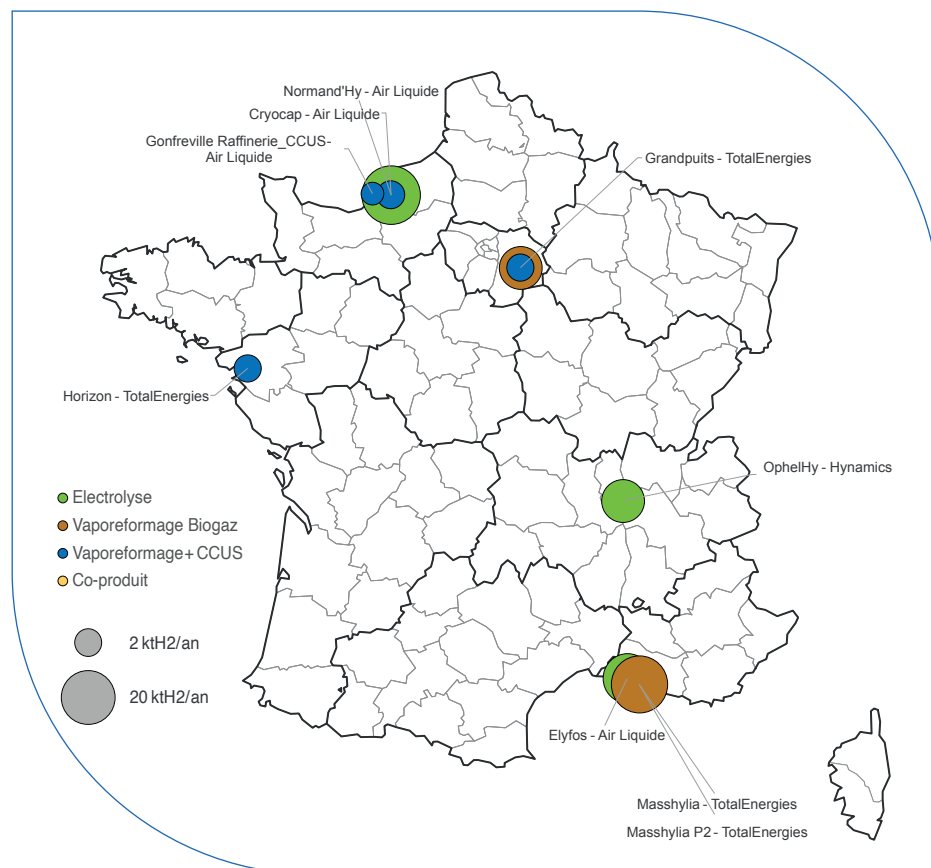 Normand'Hy - Air Liquide
Cryocap - Air Liquide
Gonfreville Raffinerie_CCUS-
Air Liquide
Grandpuits - TotalEnergies
Horizon - TotalEnergies
OphelHy - Hynamics
Electrolyse
Vaporeformage Biogaz
Vaporeformage+ CCUS
Co-produit
2 ktH2/an
20 ktH2/an
Elyfos - Air Liquide
Masshylia - TotalEnergies
Masshylia P2 - TotalEnergies